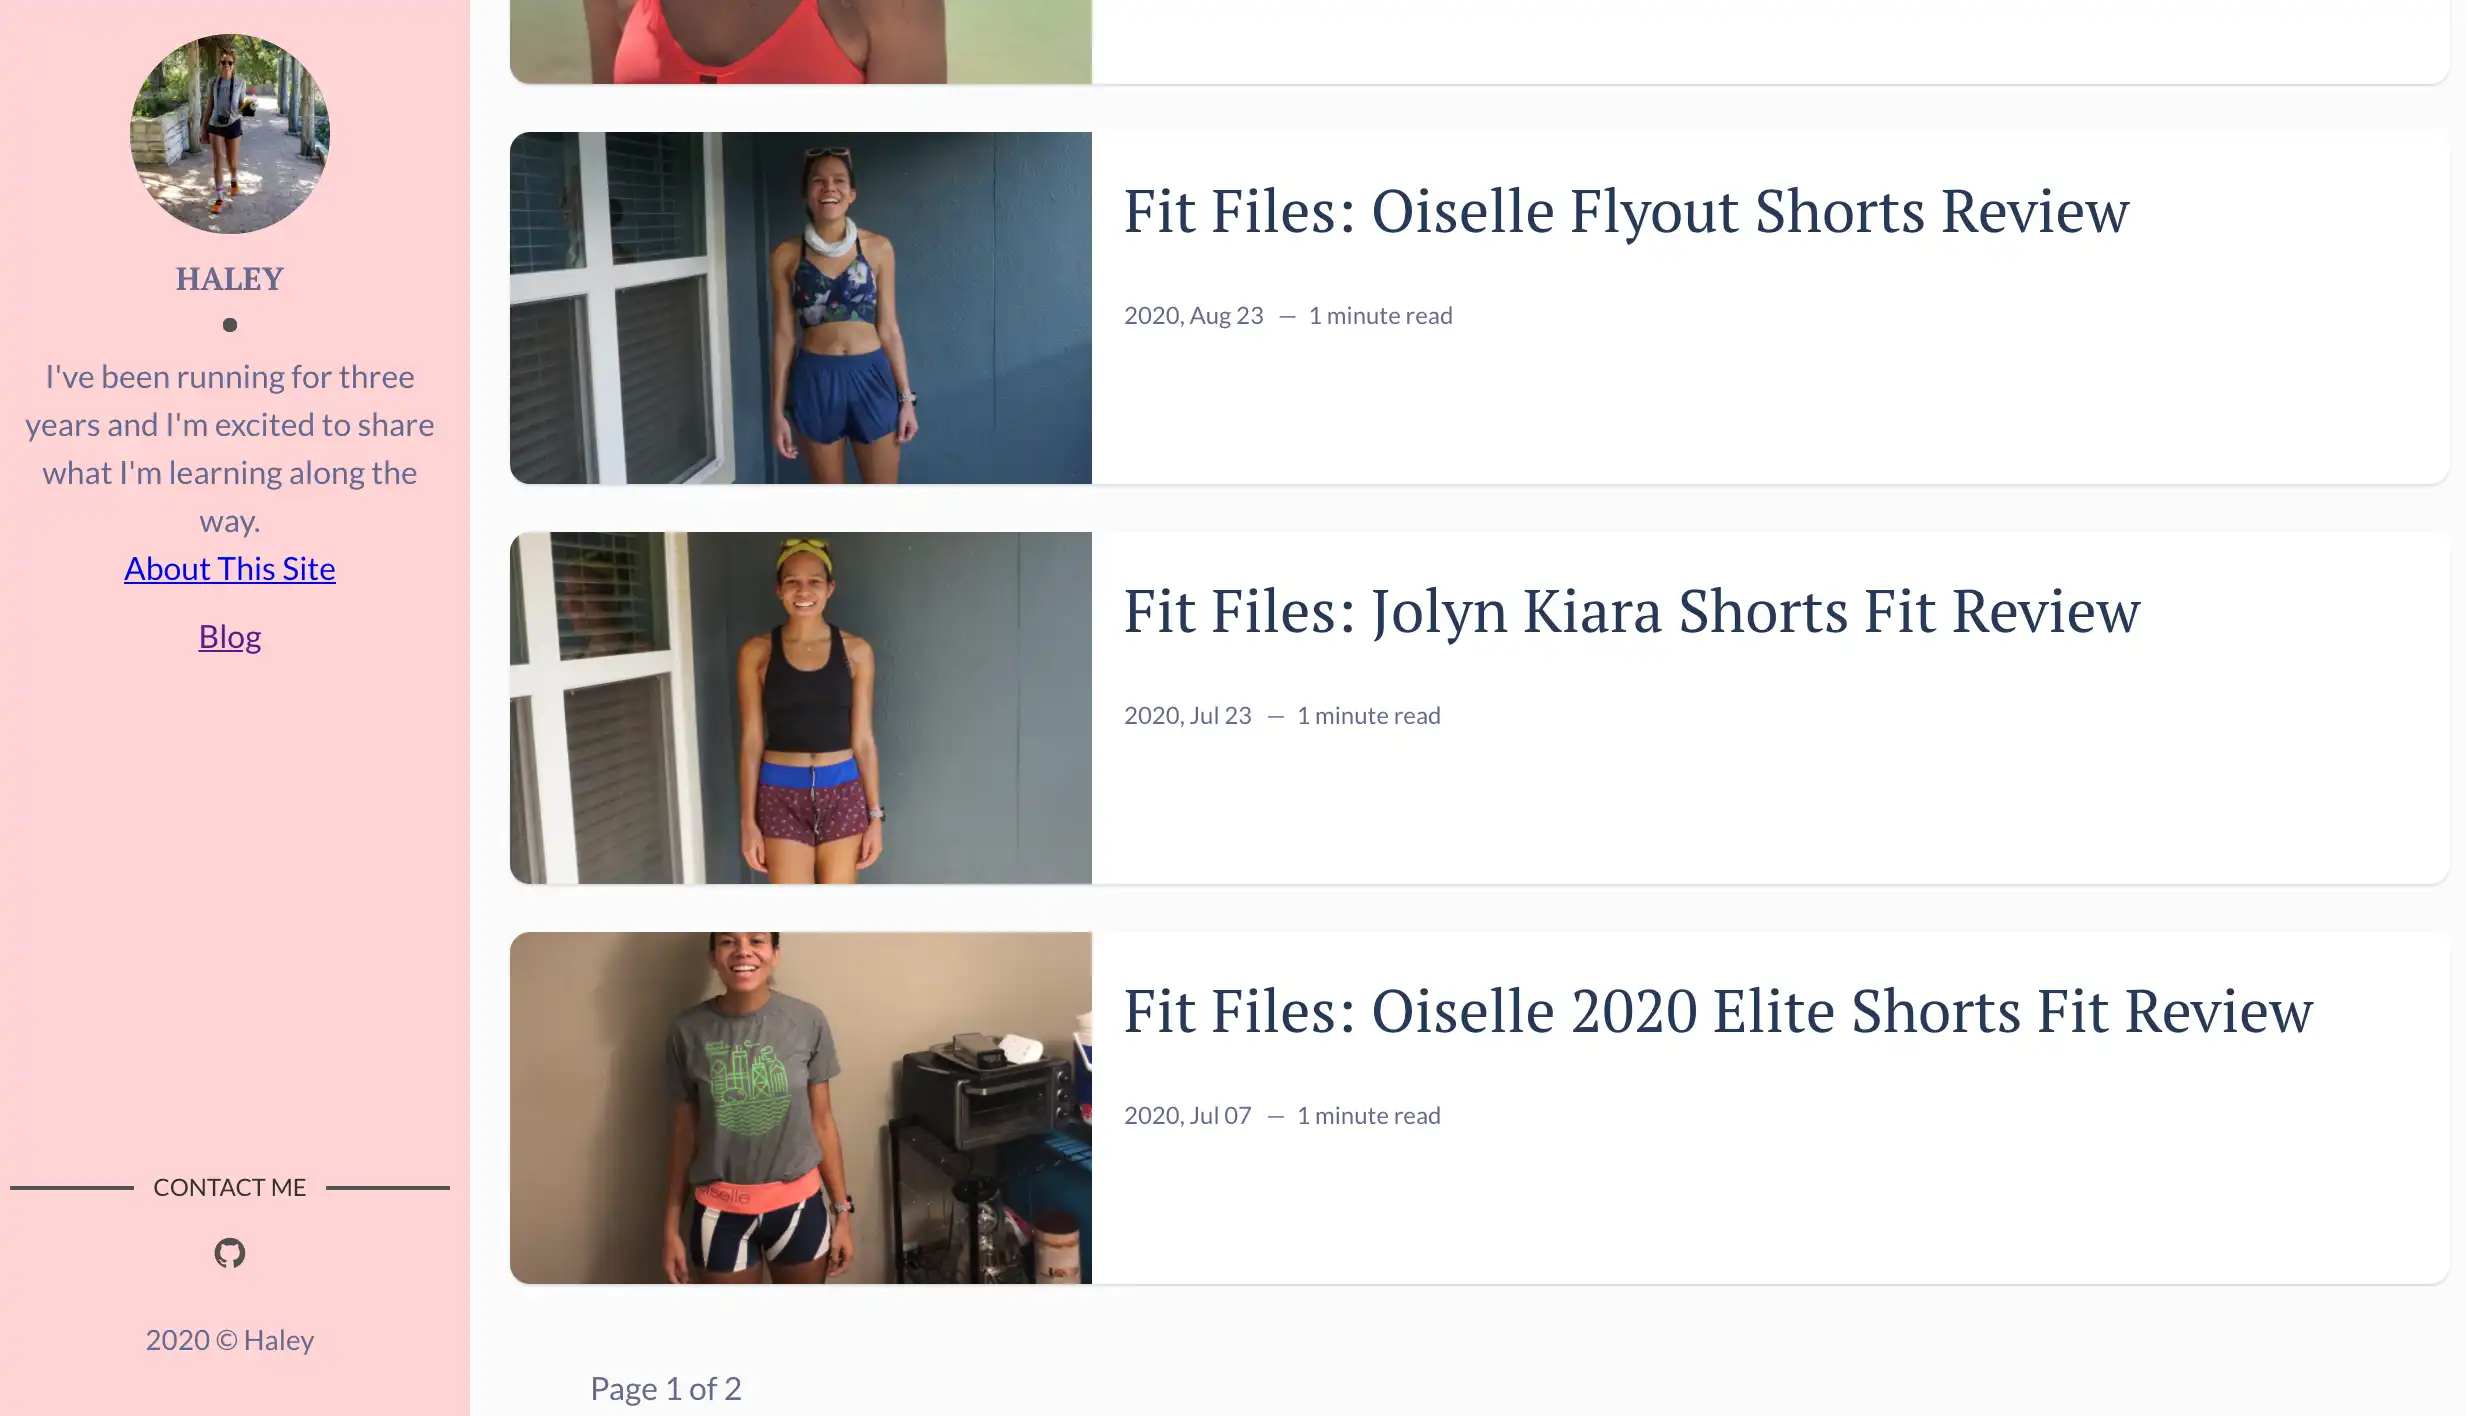 HALEY
I've been running for three
years and I'm excited to share
what I'm learning along the
way.
About This Site
Blog
CONTACT ME
2020 © Haley
Fit Files: Oiselle Flyout Shorts Review
2020, Aug 23 — 1 minute read
Fit Files: Jolyn Kiara Shorts Fit Review
2020, Jul 23 — 1 minute read
Fit Files: Oiselle 2020 Elite Shorts Fit Review
2020, Jul 07 — 1 minute read
oiselle
Page 1 of 2